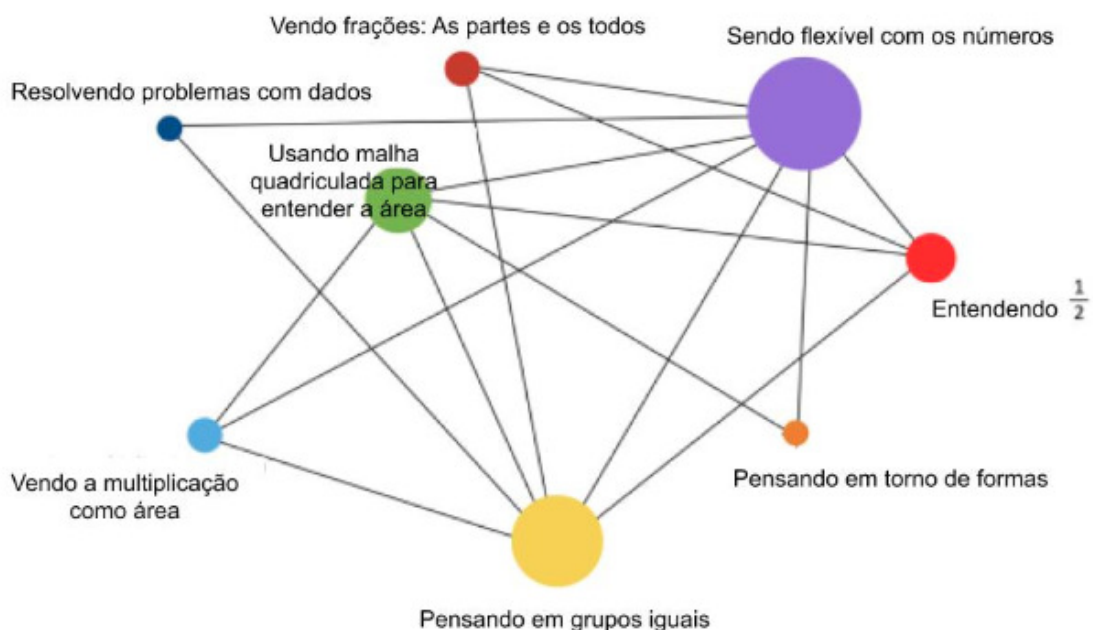 Vendo frações: As partes e os todos
Sendo flexível com os números
Resolvendo problemas com dados
Usando malha
quadriculada para
entender a área
Entendendo 1/2
Pensando em torno de formas
Vendo a multiplicação
como área
Pensando em grupos iguais